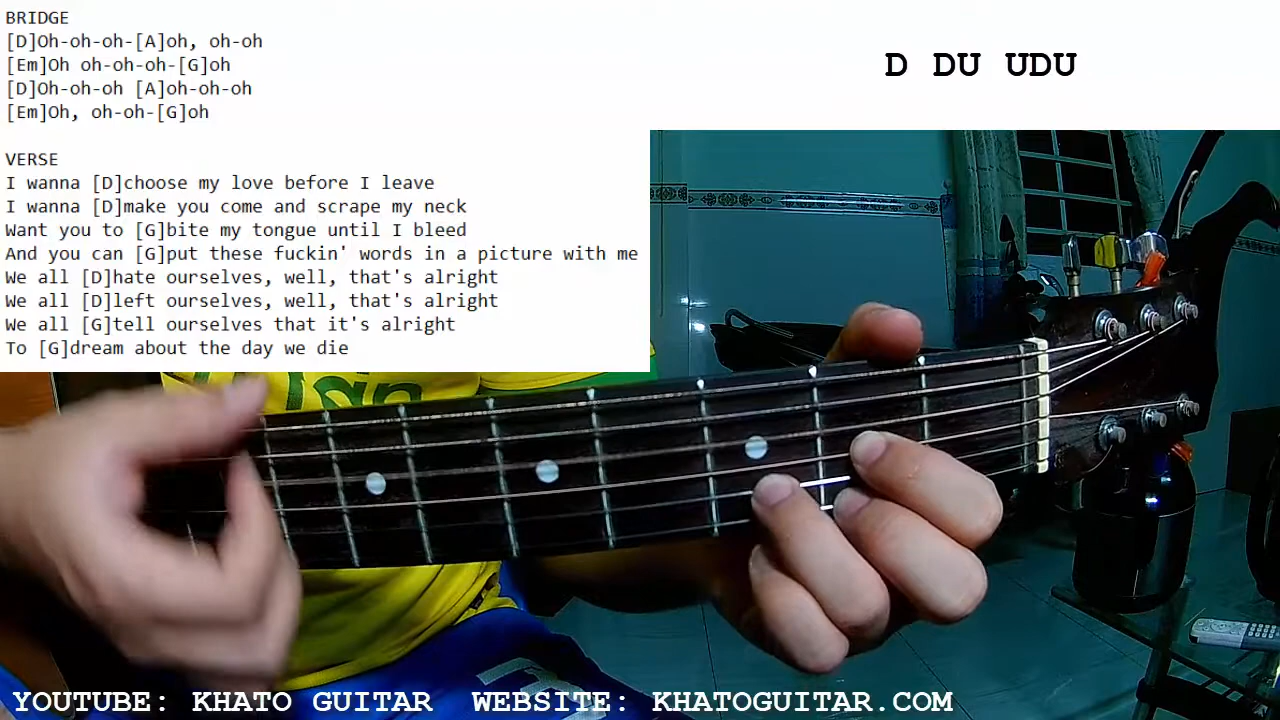 BRIDGE
[D]Oh-oh-oh-[A]oh, oh-oh
[Em]Oh oh-oh-oh-[G]oh
[D]Oh-oh-oh [A]oh-oh-oh
[Em]Oh, oh-oh-[G]oh
VERSE
I wanna [D]choose my love before I leave
I wanna [D]make you come and scrape my neck
Want you to [G]bite my tongue until I bleed
And you can [G]put these fuckin' words in a picture with me
We all [D]hate ourselves, well, that's alright
We all [D]left ourselves, well, that's alright
We all [G]tell ourselves that it's alright
To [G]dream about the day we die
D DU UDU
YOUTUBE: KHATO GUITAR WEBSITE: KHATOGUITAR.COM